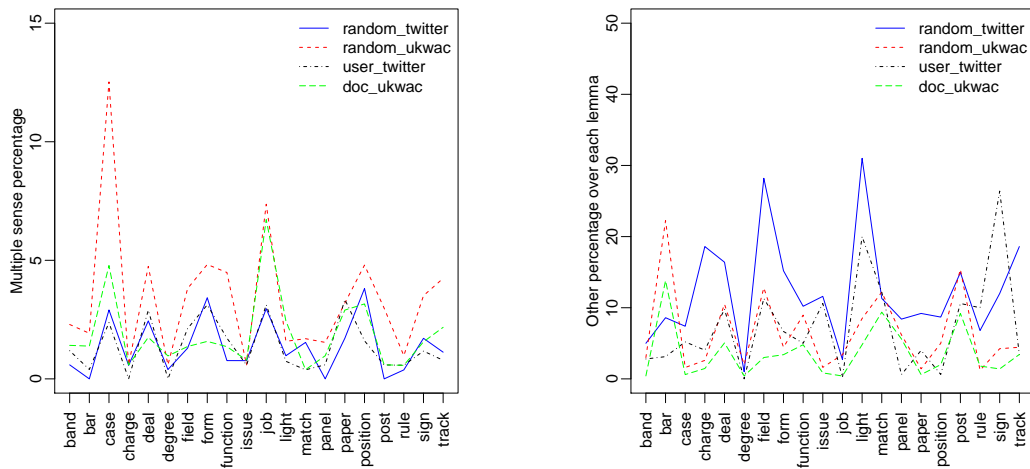 Multiple sense percentage
15
10
5
0
random_twitter
random_ukwac
user_twitter
doc_ukwac
band
bar
case
charge
deal
degree
field
form
function
issue
job
light
match
panel
paper
position
post
rule
sign
track
Other percentage over each lemma
50
40
30
20
10
0
random_twitter
random_ukwac
user_twitter
doc_ukwac
band
bar
case
charge
deal
degree
field
form
function
issue
job
light
match
panel
paper
position
post
rule
sign
track